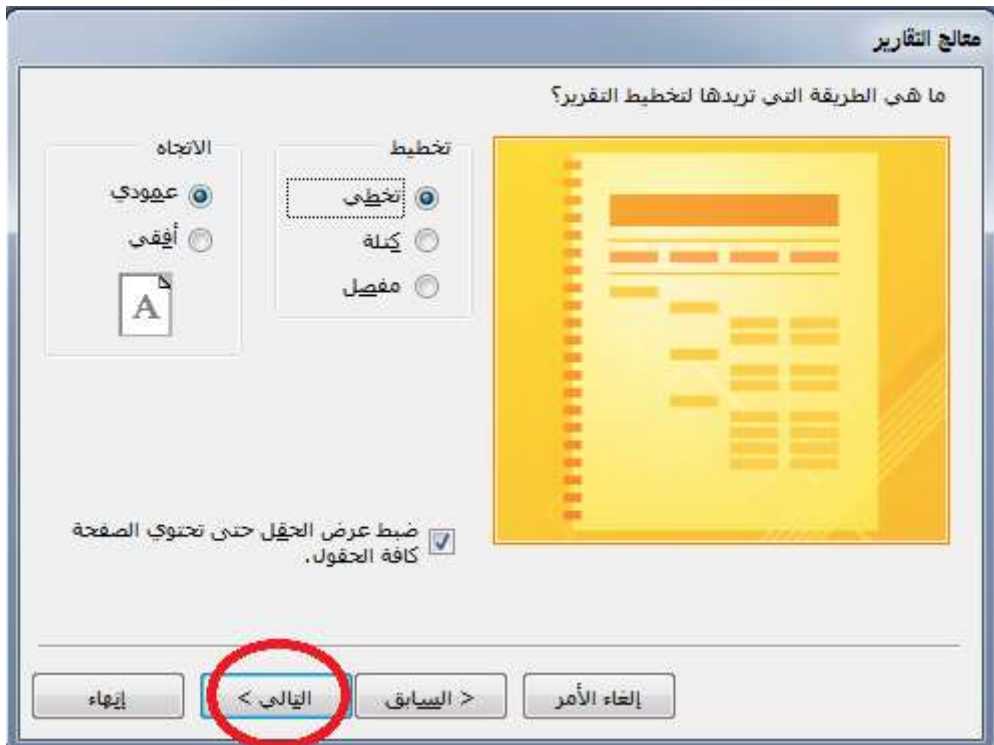 معالج التقارير
ما هي الطريقة التي تريدها لتخطيط التقرير؟
تخطيط
تخطي
كتلة
مفصل
الاتجاه
عمودي
أفقي
A
ضبط عرض الحقل حتى تحتوي الصفحة
كافة الحقول.
إلغاء الأمر
< السابق
التالي >
إنهاء